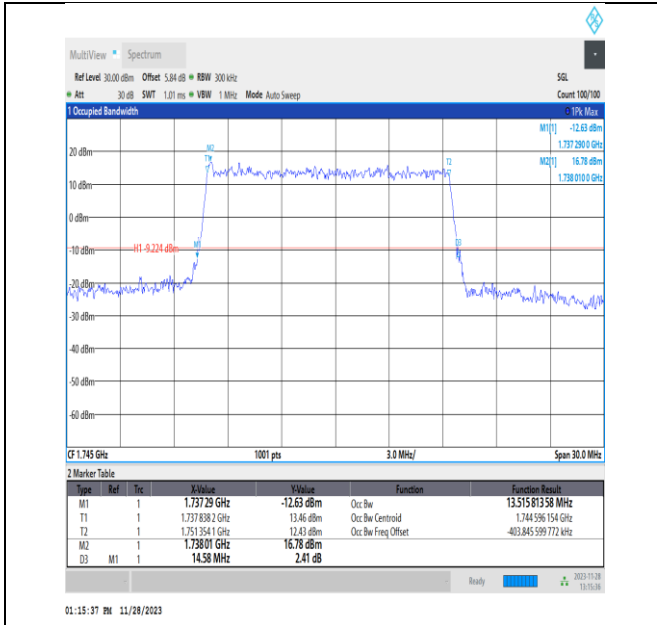 MultiView Spectrum
Ref Level 30.00 dBm Offset 5.84 dB RBW 300 kHz SGL
Att 30 dB SWT 1.01 ms VBW 1 MHz Mode Auto Sweep Count 100/100
1 Occupied Bandwidth 1Pk Max
M1[1] -12.63 dBm
1.737 290 0 GHz
M2[1] 16.78 dBm
1.738 010 0 GHz
M2
T1
T2
20 dBm
10 dBm
0 dBm
-10 dBm
H1 -9.224 dBm
M1
D3
-20 dBm
-30 dBm
-40 dBm
-50 dBm
-60 dBm
CF 1.745 GHz 1001 pts 3.0 MHz/ Span 30.0 MHz
2 Marker Table
Type Ref Trc X-Value Y-Value Function Function Result
M1 1 1.73729 GHz -12.63 dBm Occ Bw 13.515 813 58 MHz
T1 1 1.737 838 2 GHz 13.46 dBm Occ Bw Centroid 1.744 596 154 GHz
T2 1 1.751 354 1 GHz 12.43 dBm Occ Bw Freq Offset -403.845 599 772 kHz
M2 1 1.73801 GHz 16.78 dBm
D3 M1 1 14.58 MHz 2.41 dB
Ready 2023-11-28
13:15:36
01:15:37 PM 11/28/2023